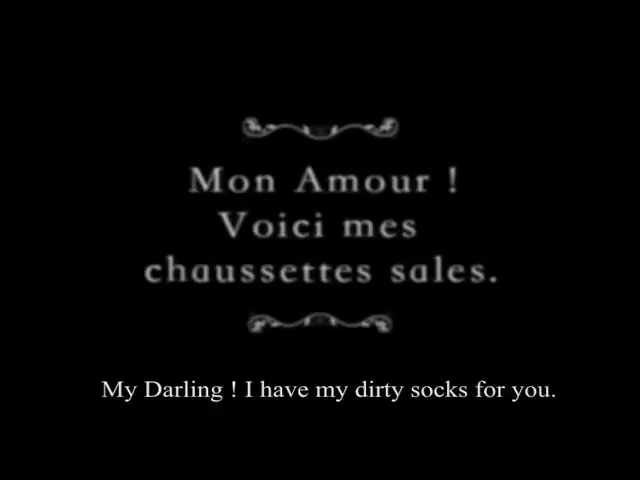 Mon Amour !
Voici mes
chaussettes sales.
My Darling ! I have my dirty socks for you.